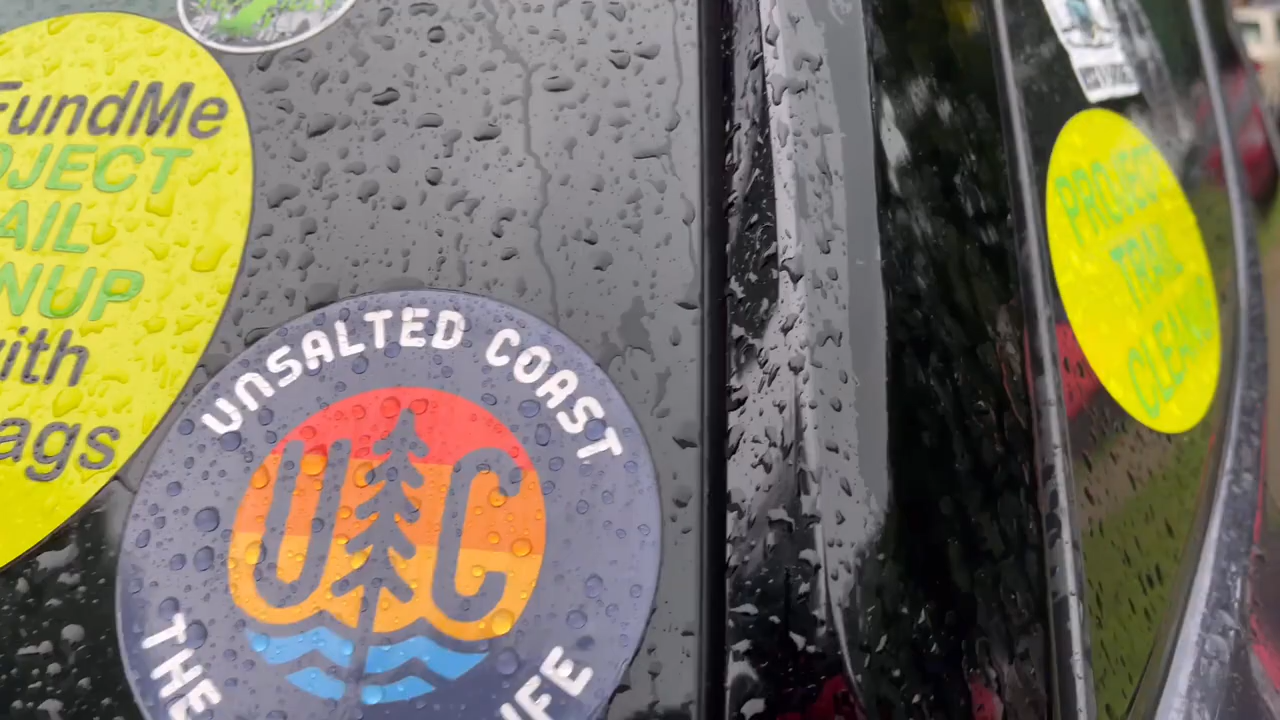 FundMe
OJECT
AIL
NUP
ith
ags
UNSALTED COAST
UC
THE
IFE
PROJECT
TRAIL
CLEANU